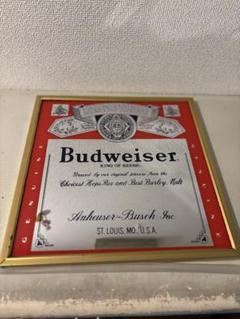 Budweiser
KING OF BEERS
Brewed by our original process from the
Choicest Hops, Rice and Best Barley Malt
Anheuser-Busch Inc
ST. LOUIS, MO., U.S.A.
GENUINE